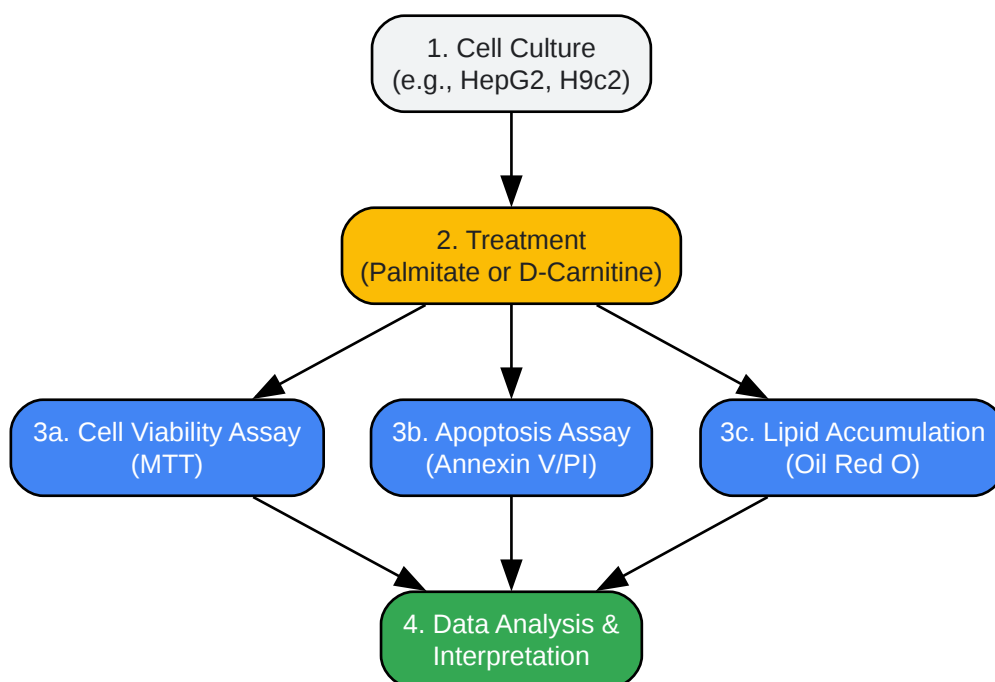 1. Cell Culture
(e.g., HepG2, H9c2)
2. Treatment
(Palmitate or D-Carnitine)
3a. Cell Viability Assay
(MTT)
3b. Apoptosis Assay
(Annexin V/PI)
3c. Lipid Accumulation
(Oil Red O)
4. Data Analysis &
Interpretation